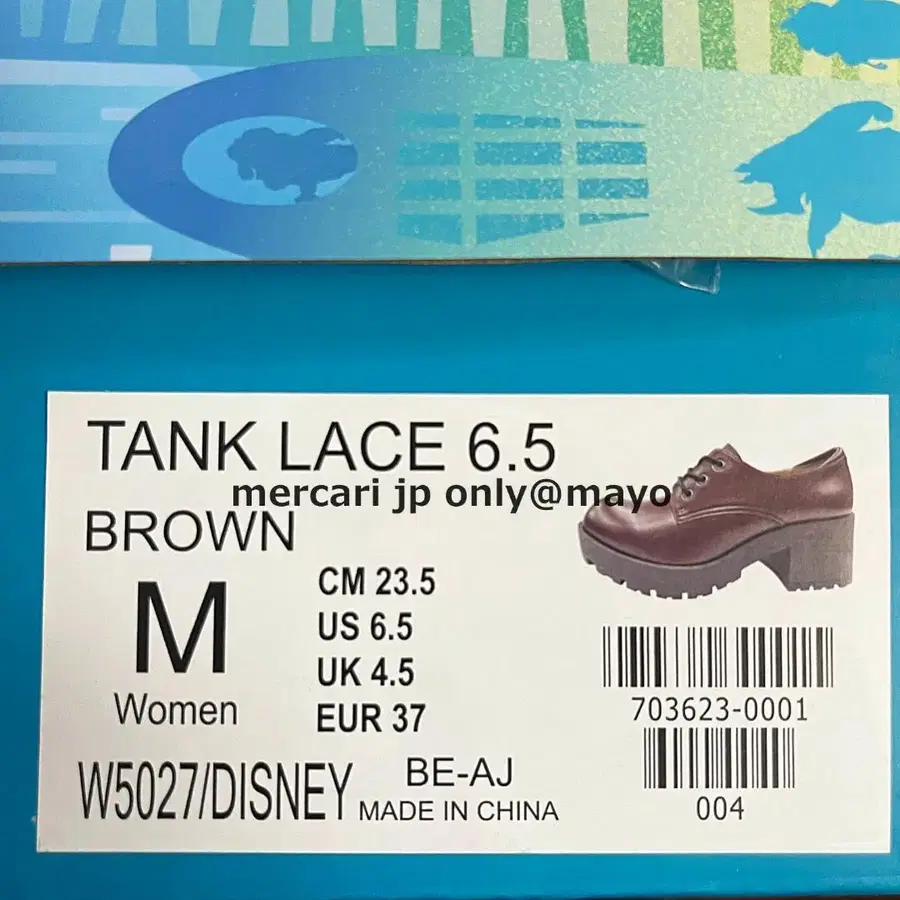 TANK LACE 6.5
mercari jp only@mayo
BROWN
M
Women
CM 23.5
US 6.5
UK 4.5
EUR 37
W5027/DISNEY
BE-AJ
MADE IN CHINA
703623-0001
004